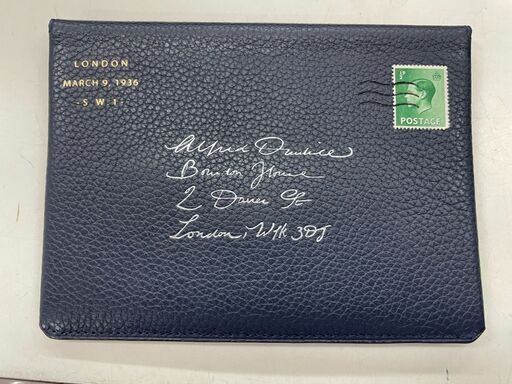 LONDON
MARCH 9, 1936
- S W 1 -
POSTAGE
Alfred Dunhill
Bourdon House
2 Davies St
London, W1K 3DJ